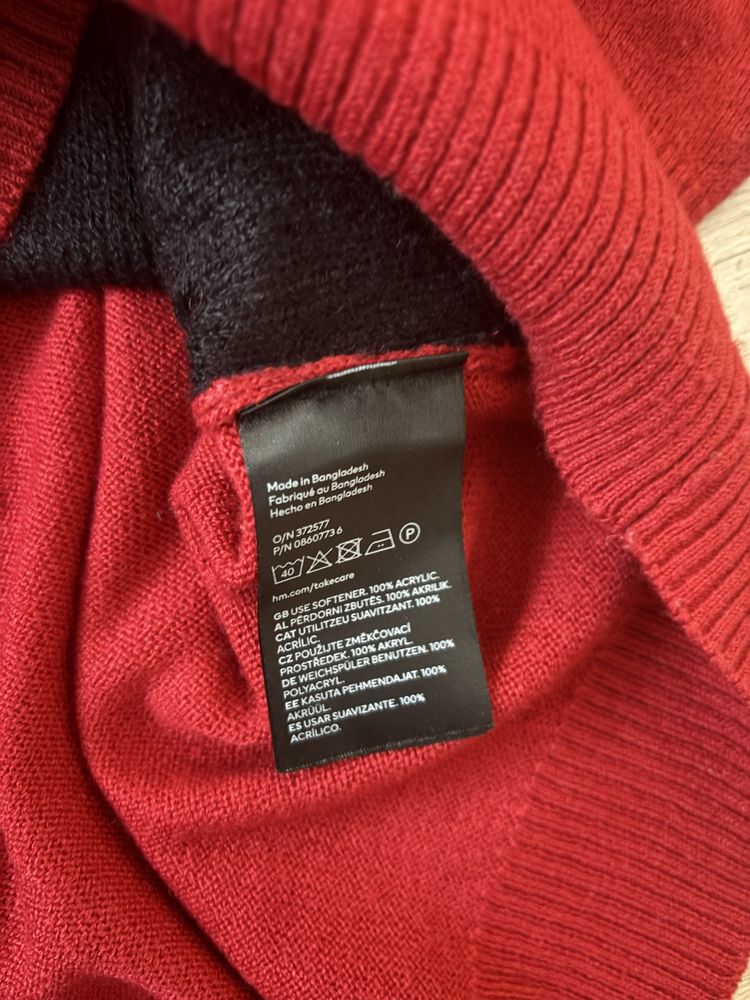 Made in Bangladesh
Fabriqué au Bangladesh
Hecho en Bangladesh
O/N 372577
P/N 0860773 6
40
P
hm.com/takecare
GB USE SOFTENER. 100% ACRYLIC.
AL PËRDORNI ZBUTËS. 100% AKRILIK.
CAT UTILITZEU SUAVITZANT. 100%
ACRÍLIC.
CZ POUŽIJTE ZMĚKČOVACÍ
PROSTŘEDEK. 100% AKRYL.
DE WEICHSPÜLER BENUTZEN. 100%
POLYACRYL.
EE KASUTA PEHMENDAJAT. 100%
AKRÜÜL.
ES USAR SUAVIZANTE. 100%
ACRÍLICO.